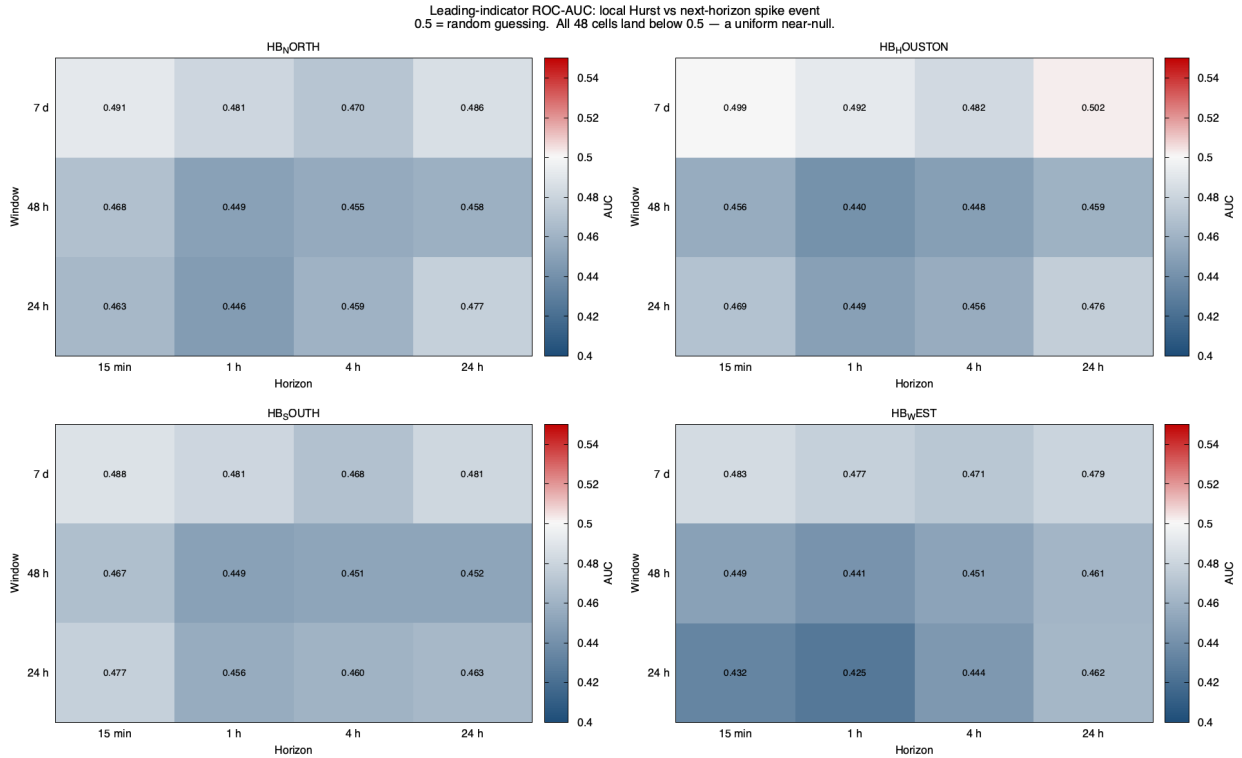 Leading-indicator ROC-AUC: local Hurst vs next-horizon spike event
0.5 = random guessing. All 48 cells land below 0.5 — a uniform near-null.
HB_NORTH
7 d 0.491 0.481 0.470 0.486
48 h 0.468 0.449 0.455 0.458
24 h 0.463 0.446 0.459 0.477
15 min 1 h 4 h 24 h
Horizon
Window
0.54
0.52
0.5
0.48
0.46
0.44
0.42
0.4
AUC
HB_HOUSTON
7 d 0.499 0.492 0.482 0.502
48 h 0.456 0.440 0.448 0.459
24 h 0.469 0.449 0.456 0.476
15 min 1 h 4 h 24 h
Horizon
Window
0.54
0.52
0.5
0.48
0.46
0.44
0.42
0.4
AUC
HB_SOUTH
7 d 0.488 0.481 0.468 0.481
48 h 0.467 0.449 0.451 0.452
24 h 0.477 0.456 0.460 0.463
15 min 1 h 4 h 24 h
Horizon
Window
0.54
0.52
0.5
0.48
0.46
0.44
0.42
0.4
AUC
HB_WEST
7 d 0.483 0.477 0.471 0.479
48 h 0.449 0.441 0.451 0.461
24 h 0.432 0.425 0.444 0.462
15 min 1 h 4 h 24 h
Horizon
Window
0.54
0.52
0.5
0.48
0.46
0.44
0.42
0.4
AUC